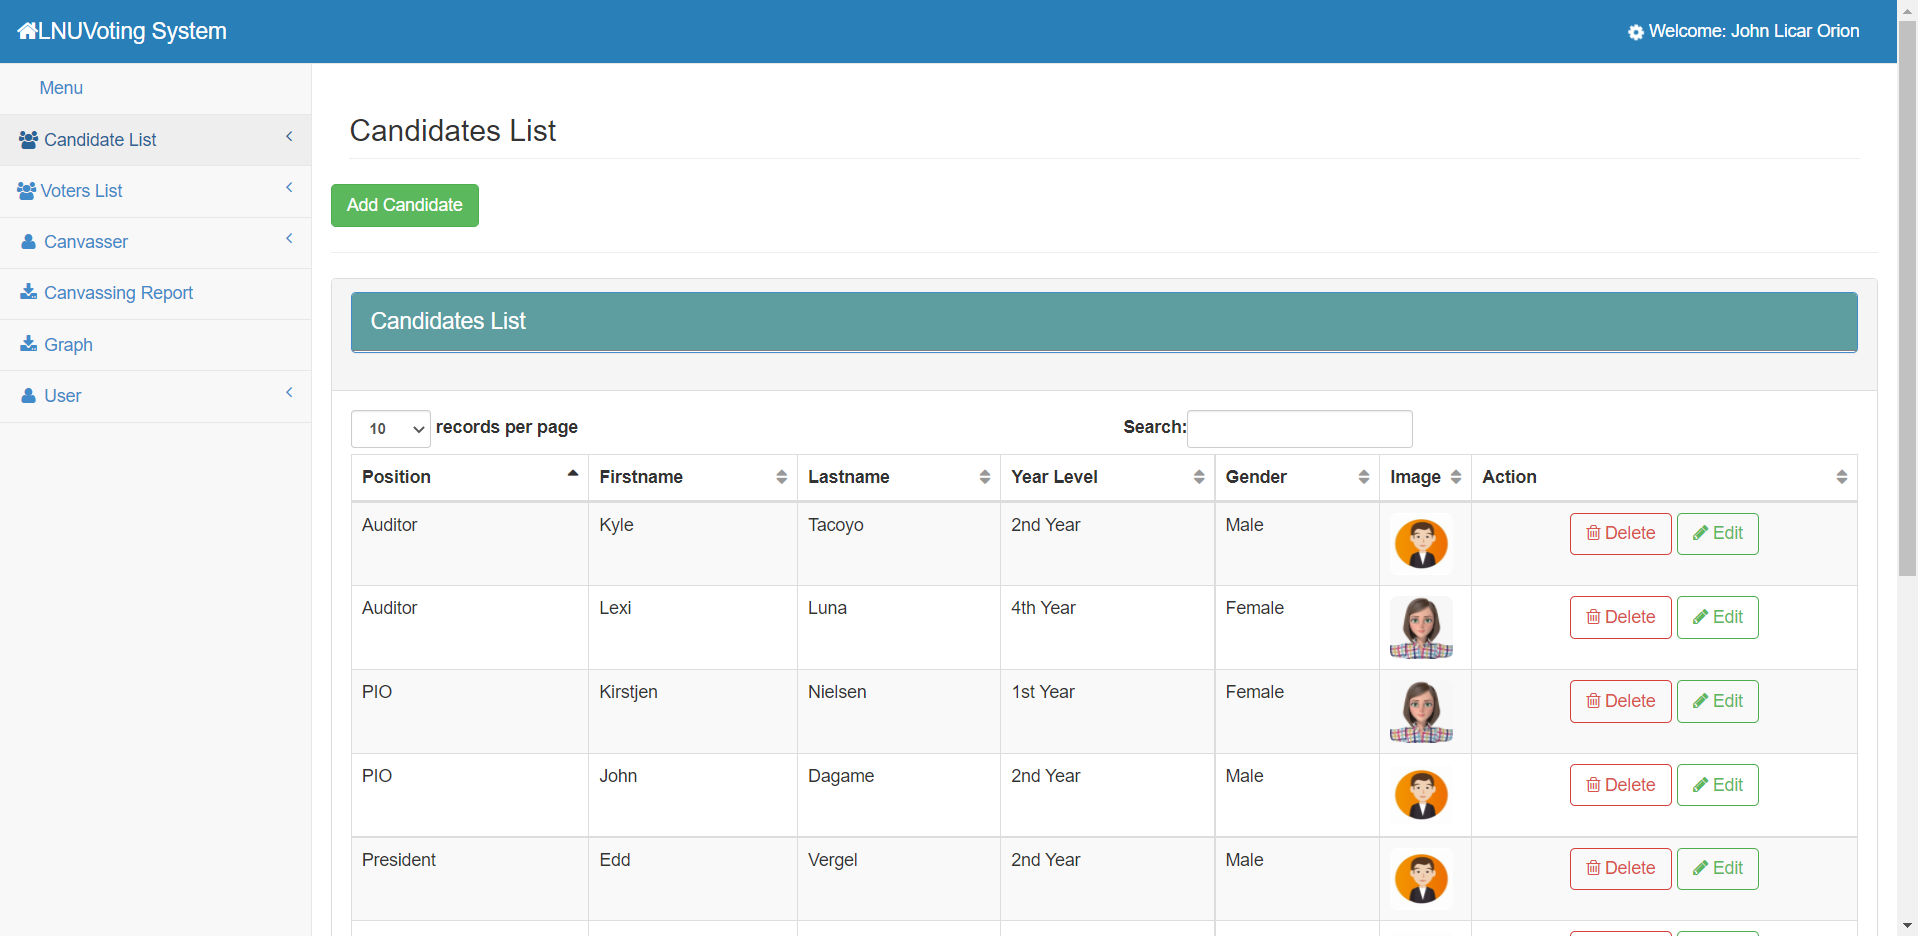 LNUVoting System
Welcome: John Licar Orion
Menu
Candidate List
Voters List
Canvasser
Canvassing Report
Graph
User
Candidates List
Add Candidate
Candidates List
10 records per page
Search:
Position Firstname Lastname Year Level Gender Image Action
Auditor Kyle Tacoyo 2nd Year Male Delete Edit
Auditor Lexi Luna 4th Year Female Delete Edit
PIO Kirstjen Nielsen 1st Year Female Delete Edit
PIO John Dagame 2nd Year Male Delete Edit
President Edd Vergel 2nd Year Male Delete Edit